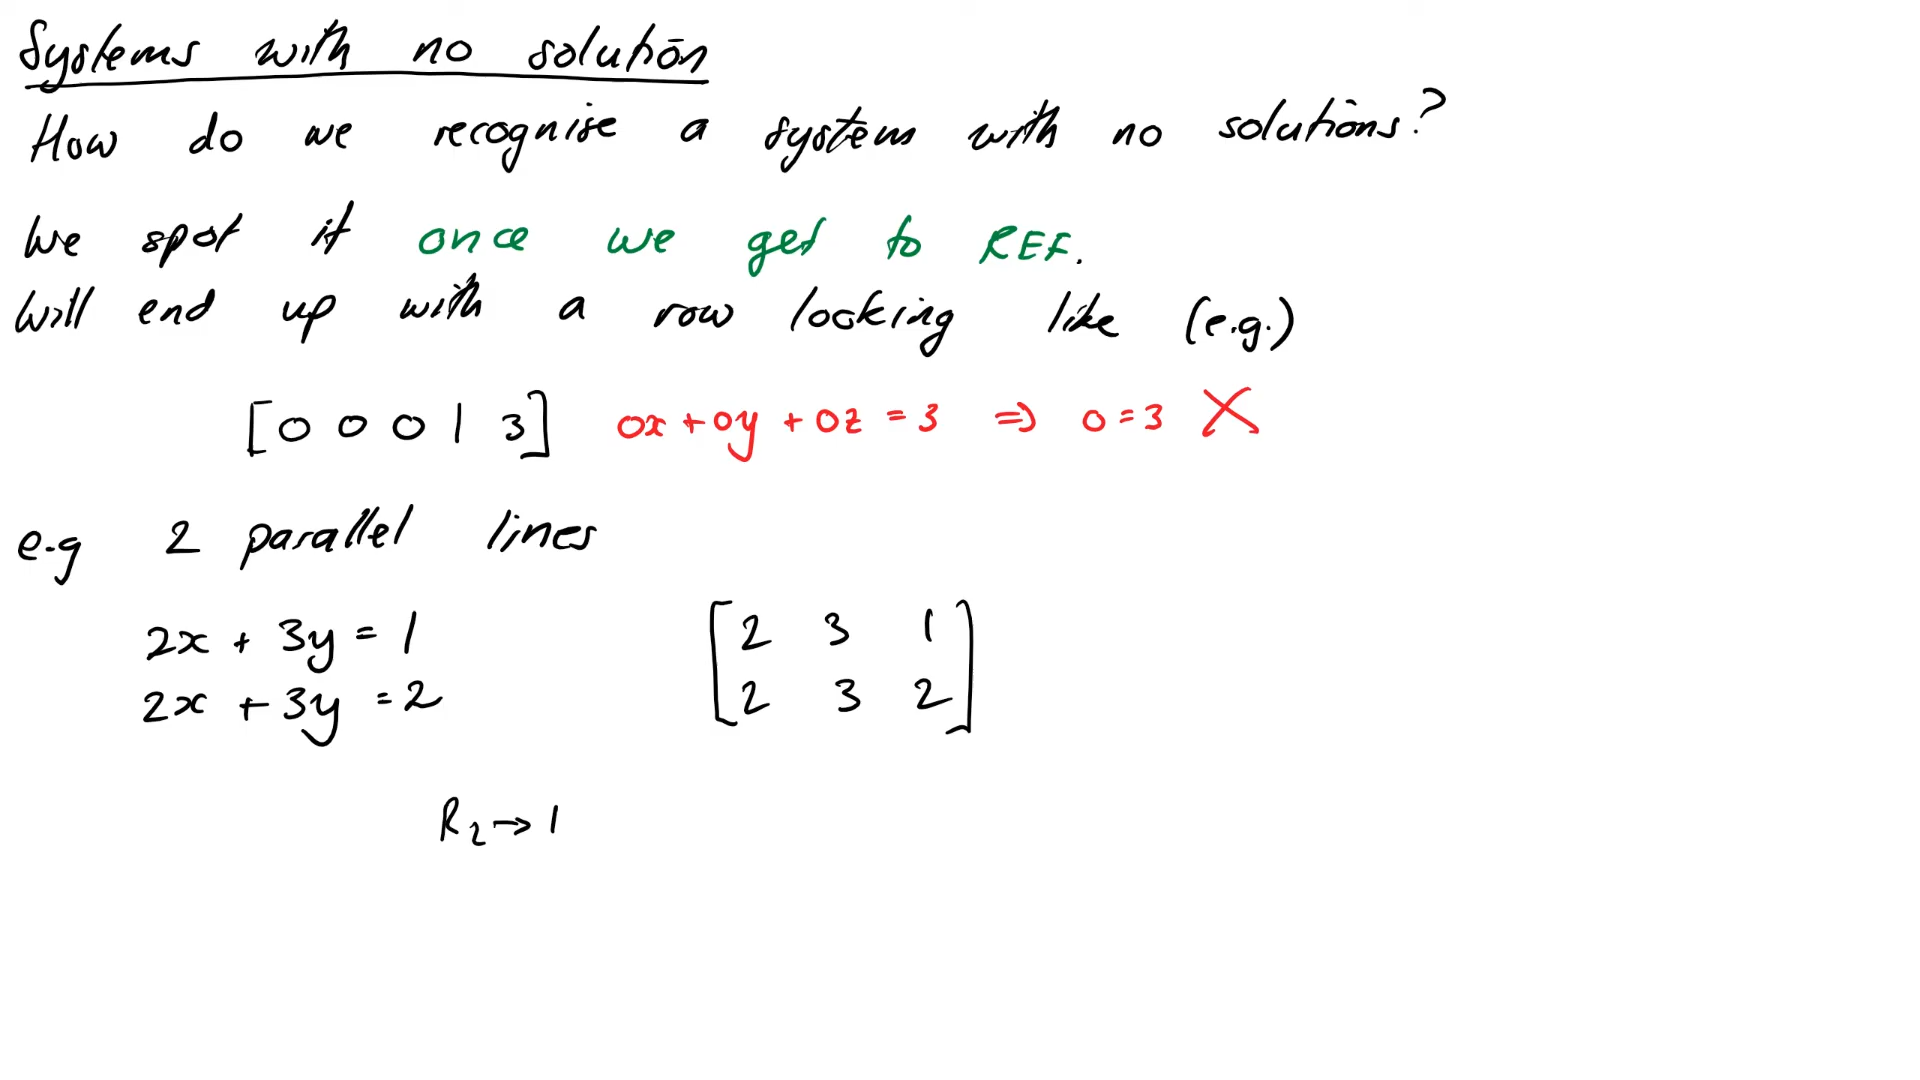 Systems with no solution
How do we recognise a system with no solutions?
We spot it once we get to REF.
Will end up with a row looking like (e.g.)
[0 0 0 | 3] 0x + 0y + 0z = 3 ⇒ 0 = 3 X
e.g 2 parallel lines
2x + 3y = 1 [2 3 1
2x + 3y = 2 2 3 2]
R₂ → 1